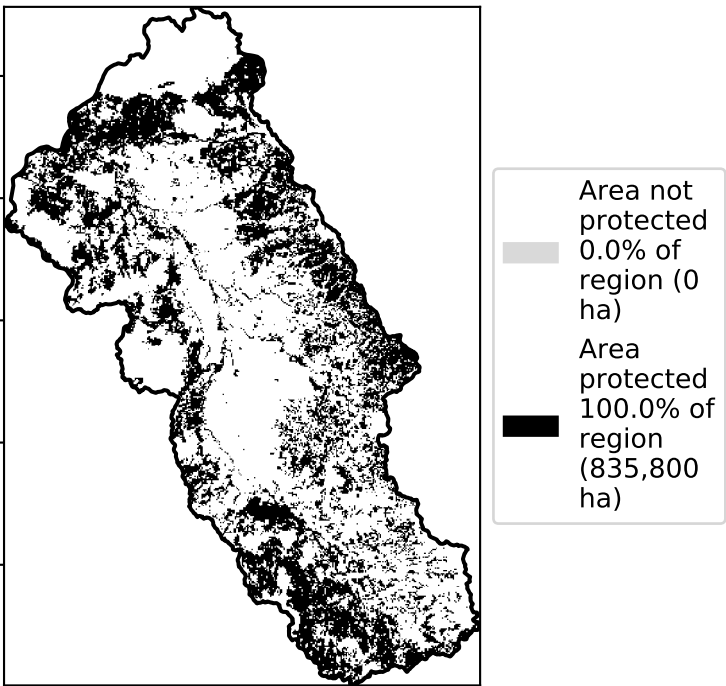 Area not
protected
0.0% of
region (0
ha)
Area
protected
100.0% of
region
(835,800
ha)